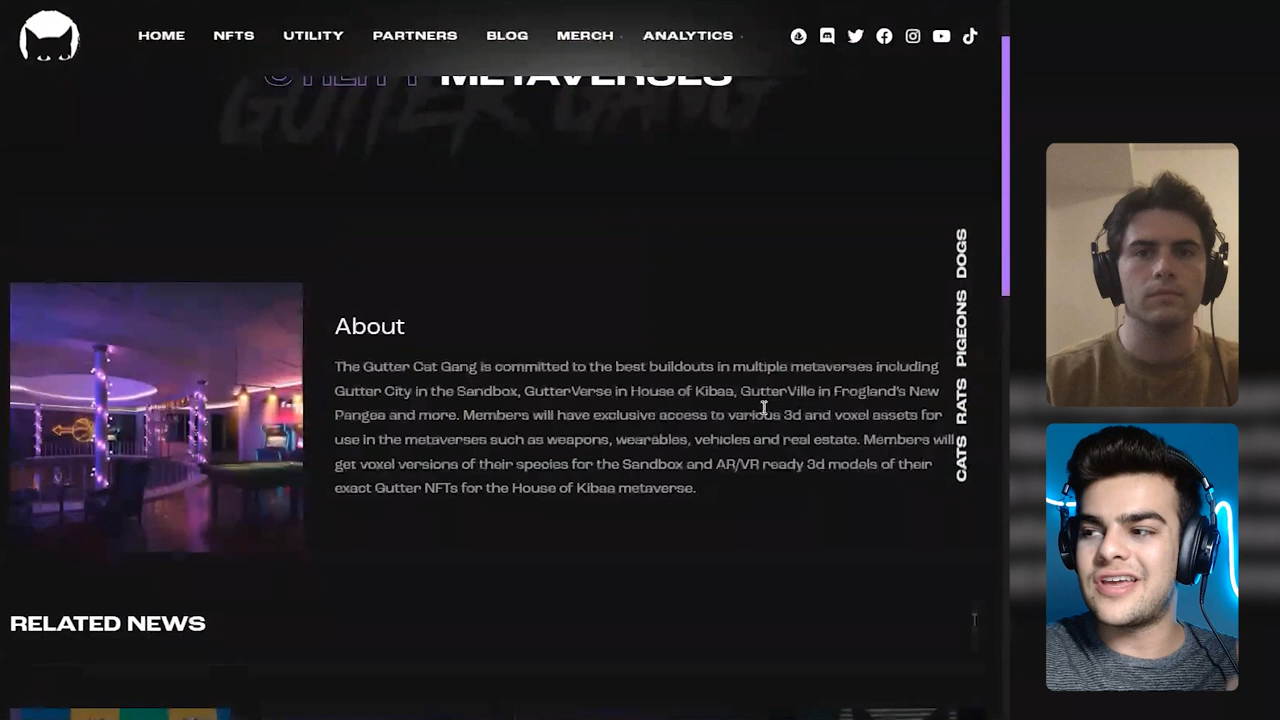 HOME NFTS UTILITY PARTNERS BLOG MERCH ANALYTICS
METAVERSES
GUTTER GANG
About
The Gutter Cat Gang is committed to the best buildouts in multiple metaverses including
Gutter City in the Sandbox, GutterVerse in House of Kibaa, GutterVille in Frogland's New
Pangea and more. Members will have exclusive access to various 3d and voxel assets for
use in the metaverses such as weapons, wearables, vehicles and real estate. Members will
get voxel versions of their species for the Sandbox and AR/VR ready 3d models of their
exact Gutter NFTs for the House of Kibaa metaverse.
CATS RATS PIGEONS DOGS
RELATED NEWS